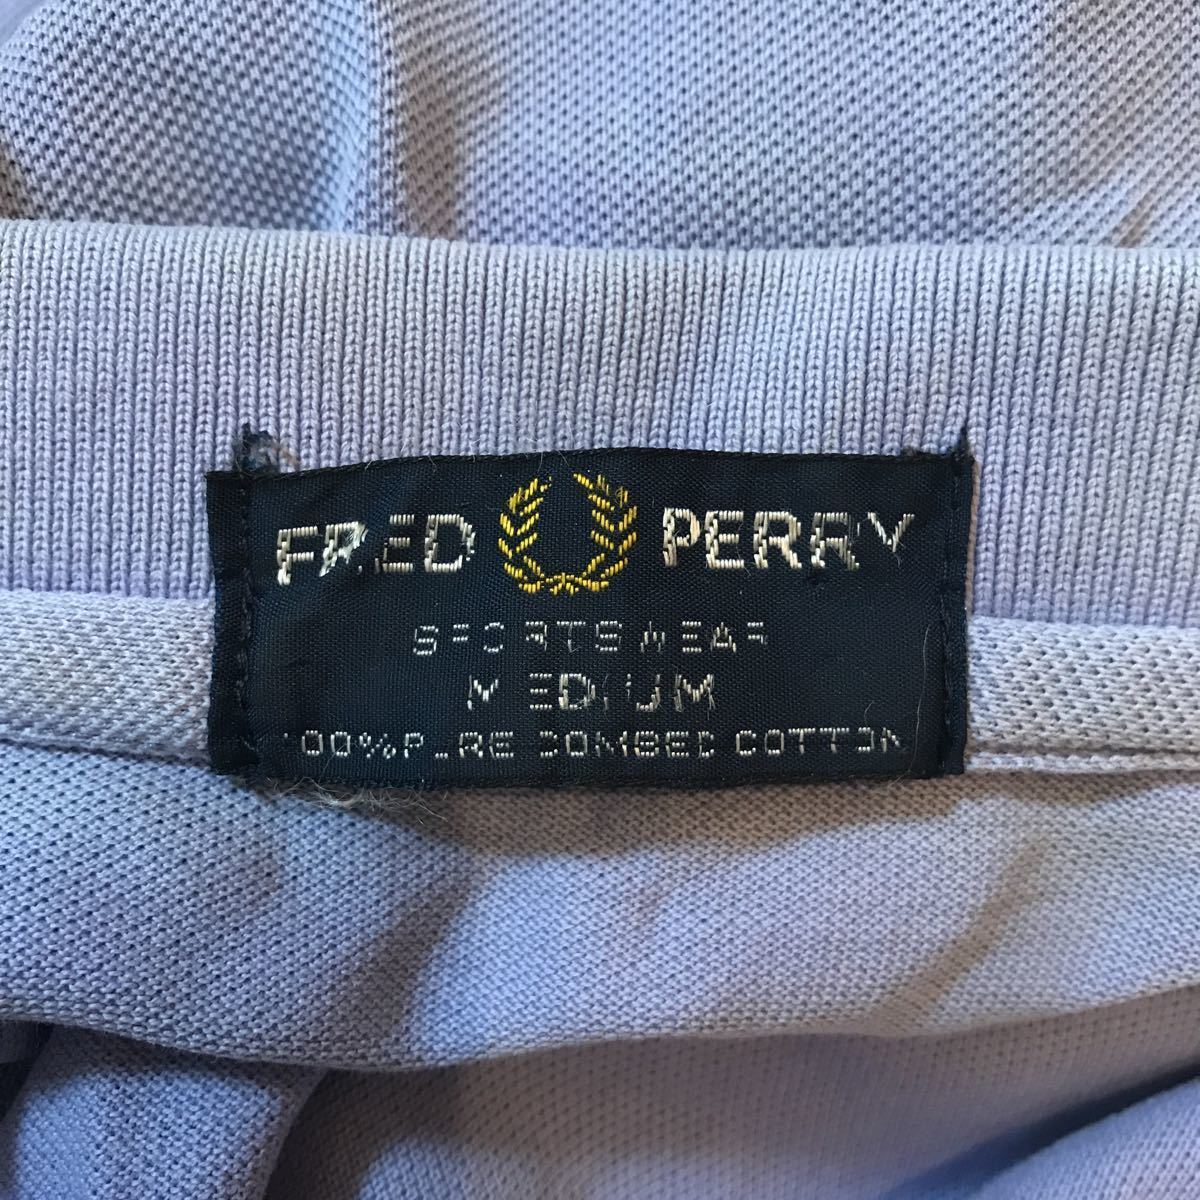 FRED PERRY
SPORTSWEAR
MEDIUM
100% PURE COMBED COTTON